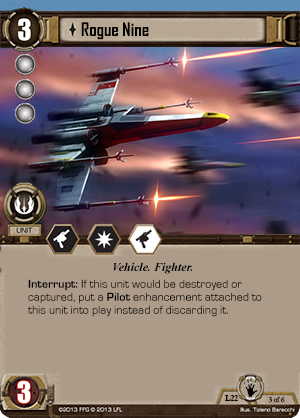 3
Rogue Nine
UNIT
Vehicle. Fighter.
Interrupt: If this unit would be destroyed or
captured, put a Pilot enhancement attached to
this unit into play instead of discarding it.
3
©2013 FFG © 2013 LFL
L22
3 of 6
Illus. Tiziano Baracchi